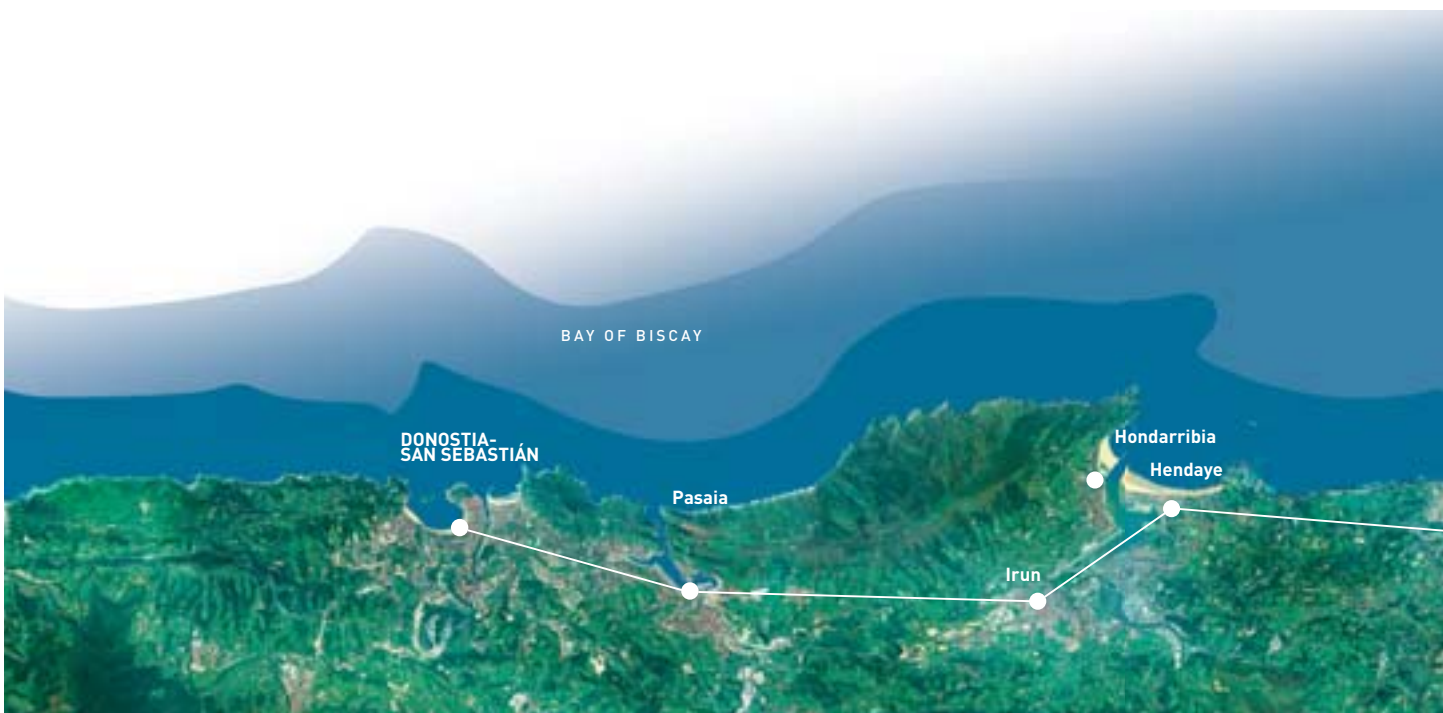 BAY OF BISCAY
DONOSTIA-
SAN SEBASTIÁN
Pasaia
Hondarribia
Hendaye
Irun